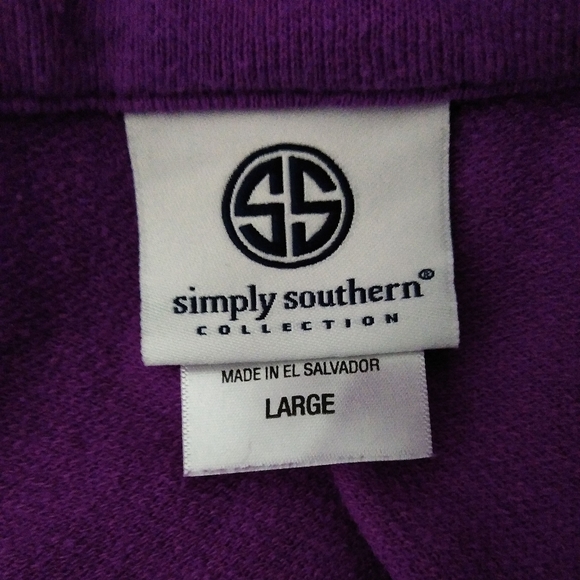 SS
simply southern®
COLLECTION
MADE IN EL SALVADOR
LARGE